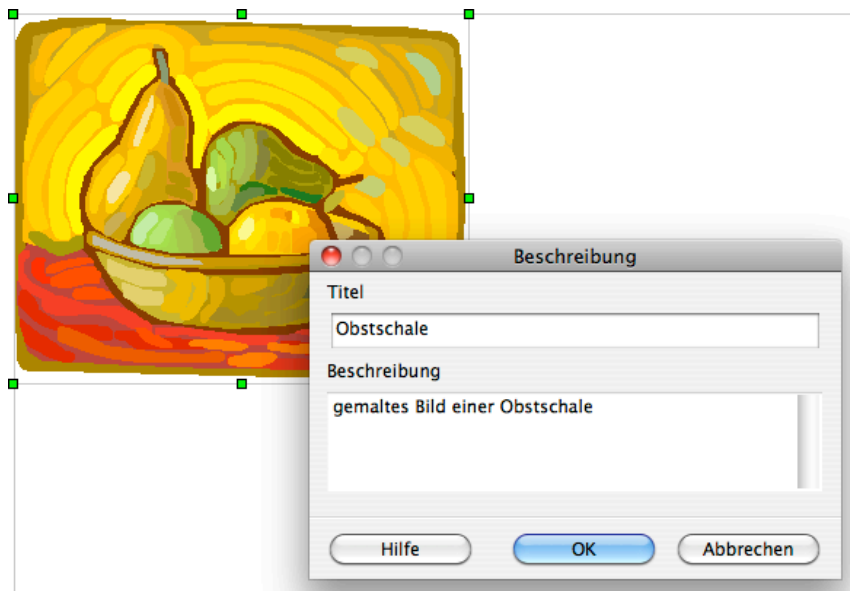 Beschreibung
Titel
Obstschale
Beschreibung
gemaltes Bild einer Obstschale
Hilfe
OK
Abbrechen